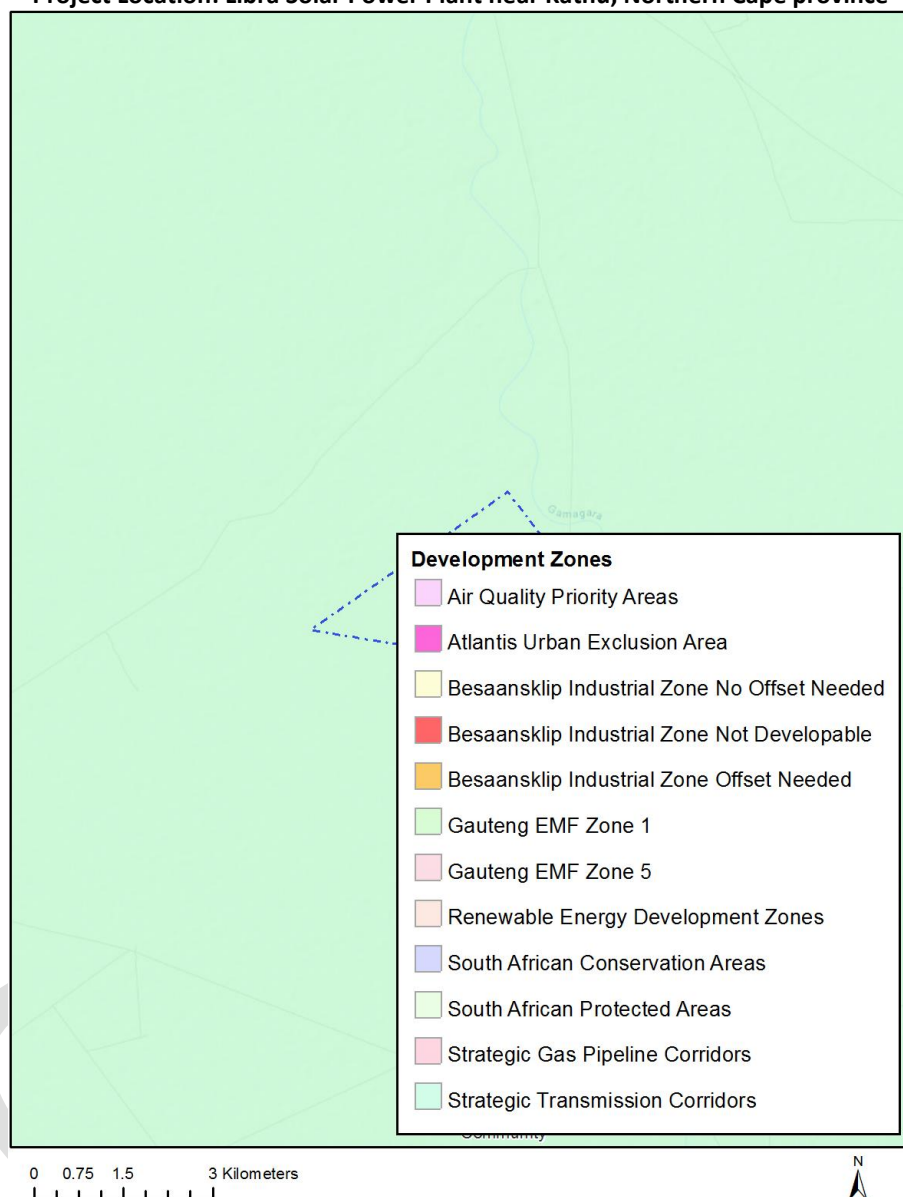 Project Location: Libra Solar Power Plant near Kathu, Northern Cape province
Gamagara
Development Zones
Air Quality Priority Areas
Atlantis Urban Exclusion Area
Besaansklip Industrial Zone No Offset Needed
Besaansklip Industrial Zone Not Developable
Besaansklip Industrial Zone Offset Needed
Gauteng EMF Zone 1
Gauteng EMF Zone 5
Renewable Energy Development Zones
South African Conservation Areas
South African Protected Areas
Strategic Gas Pipeline Corridors
Strategic Transmission Corridors
Community
0 0.75 1.5 3 Kilometers
N